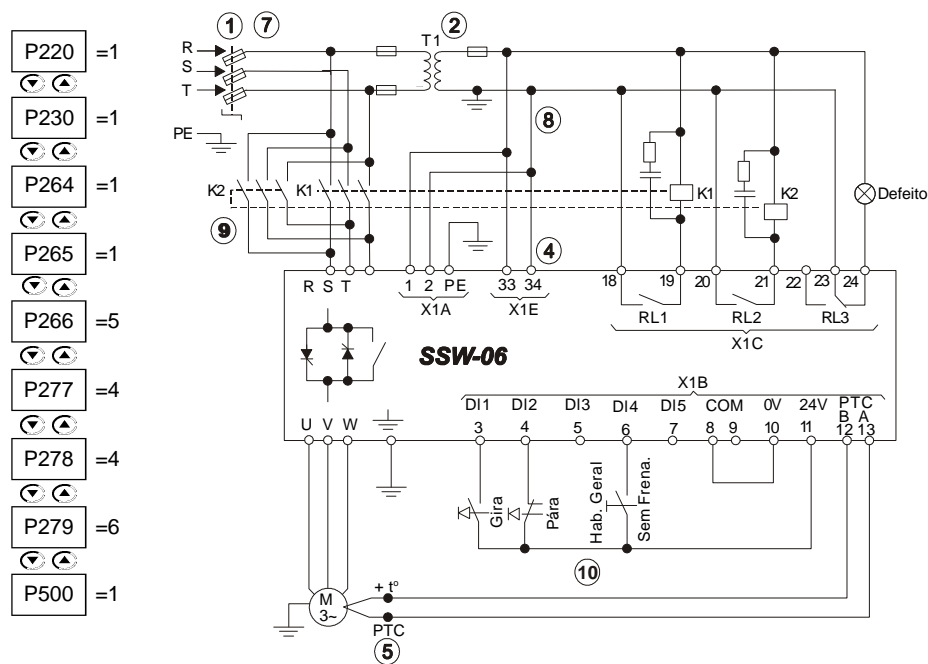 P220 =1
P230 =1
P264 =1
P265 =1
P266 =5
P277 =4
P278 =4
P279 =6
P500 =1
1 7 2
T1
R
S
T
8
PE
K2 K1 K1 K2 Defeito
9 4
R S T 1 2 PE 33 34 18 19 20 21 22 23 24
X1A X1E RL1 RL2 RL3
X1C
SSW-06
X1B
DI1 DI2 DI3 DI4 DI5 COM 0V 24V PTC
B A
U V W 3 4 5 6 7 8 9 10 11 12 13
Gira
Pára
Hab. Geral
Sem Frena.
10
+ tº
M
3~
PTC
5